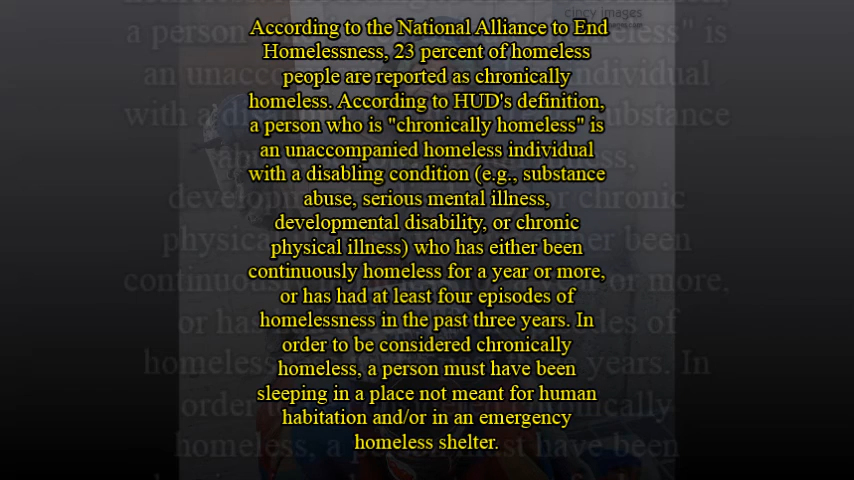 cincy images
According to the National Alliance to End
Homelessness, 23 percent of homeless
people are reported as chronically
homeless. According to HUD's definition,
a person who is "chronically homeless" is
an unaccompanied homeless individual
with a disabling condition (e.g., substance
abuse, serious mental illness,
developmental disability, or chronic
physical illness) who has either been
continuously homeless for a year or more,
or has had at least four episodes of
homelessness in the past three years. In
order to be considered chronically
homeless, a person must have been
sleeping in a place not meant for human
habitation and/or in an emergency
homeless shelter.